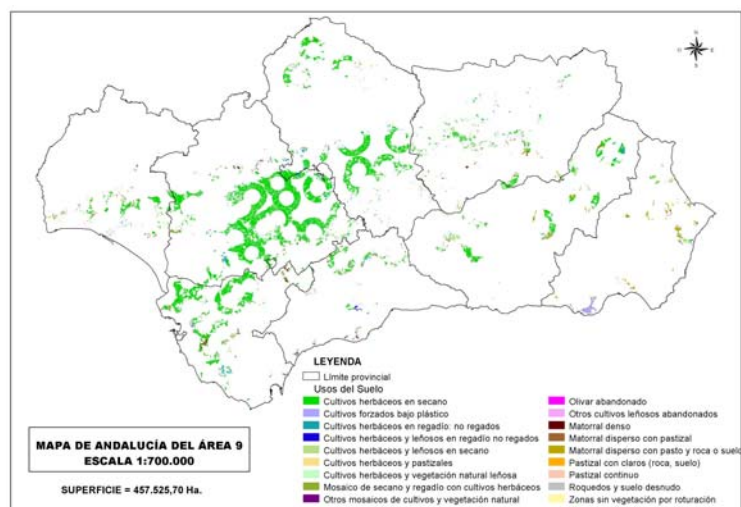 N
O E
S
LEYENDA
Límite provincial
Usos del Suelo
Cultivos herbáceos en secano
Cultivos forzados bajo plástico
Cultivos herbáceos en regadío: no regados
Cultivos herbáceos y leñosos en regadío no regados
Cultivos herbáceos y leñosos en secano
Cultivos herbáceos y pastizales
Cultivos herbáceos y vegetación natural leñosa
Mosaico de secano y regadío con cultivos herbáceos
Otros mosaicos de cultivos y vegetación natural
Olivar abandonado
Otros cultivos leñosos abandonados
Matorral denso
Matorral disperso con pastizal
Matorral disperso con pasto y roca o suelo
Pastizal con claros (roca, suelo)
Pastizal continuo
Roquedos y suelo desnudo
Zonas sin vegetación por roturación
MAPA DE ANDALUCÍA DEL ÁREA 9
ESCALA 1:700.000
SUPERFICIE = 457.525,70 Ha.